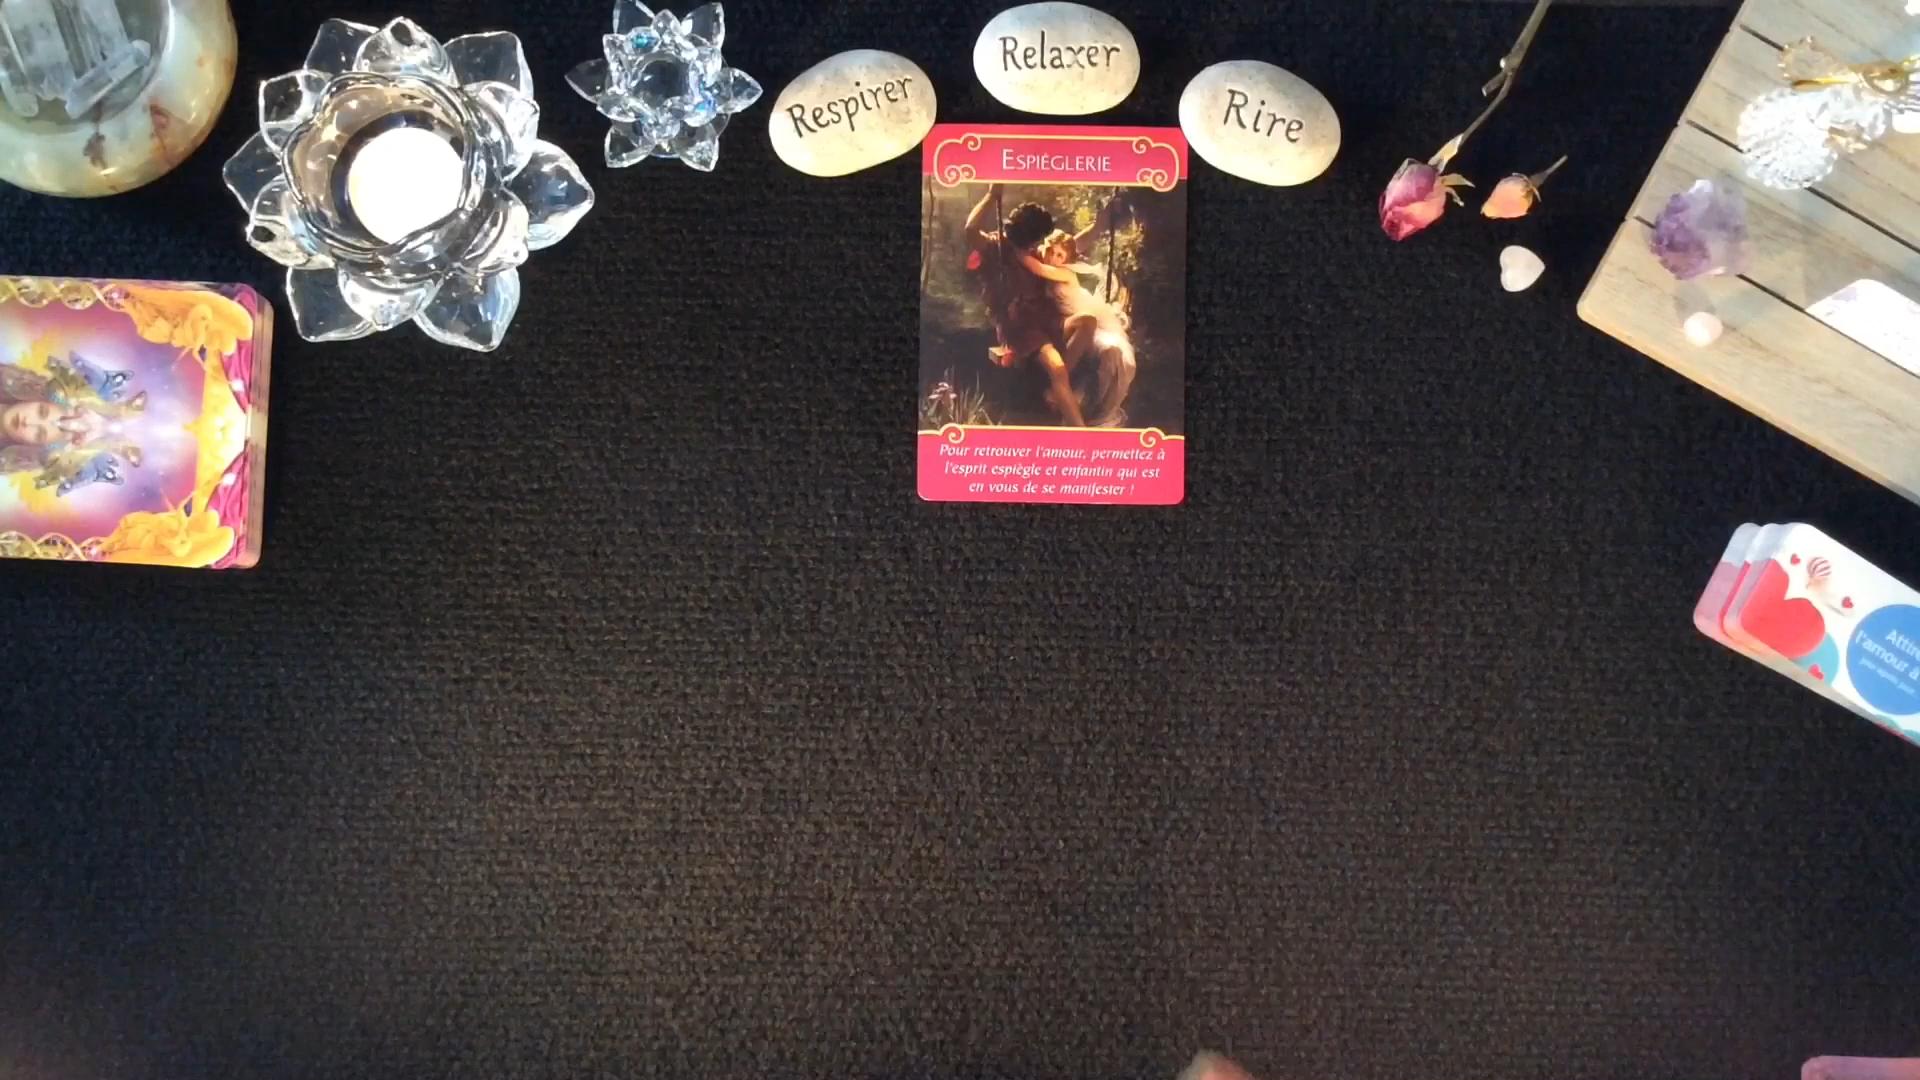 Respirer
Relaxer
Rire
ESPIÈGLERIE
Pour retrouver l'amour, permettez à
l'esprit espiègle et enfantin qui est
en vous de se manifester !
l'amour à